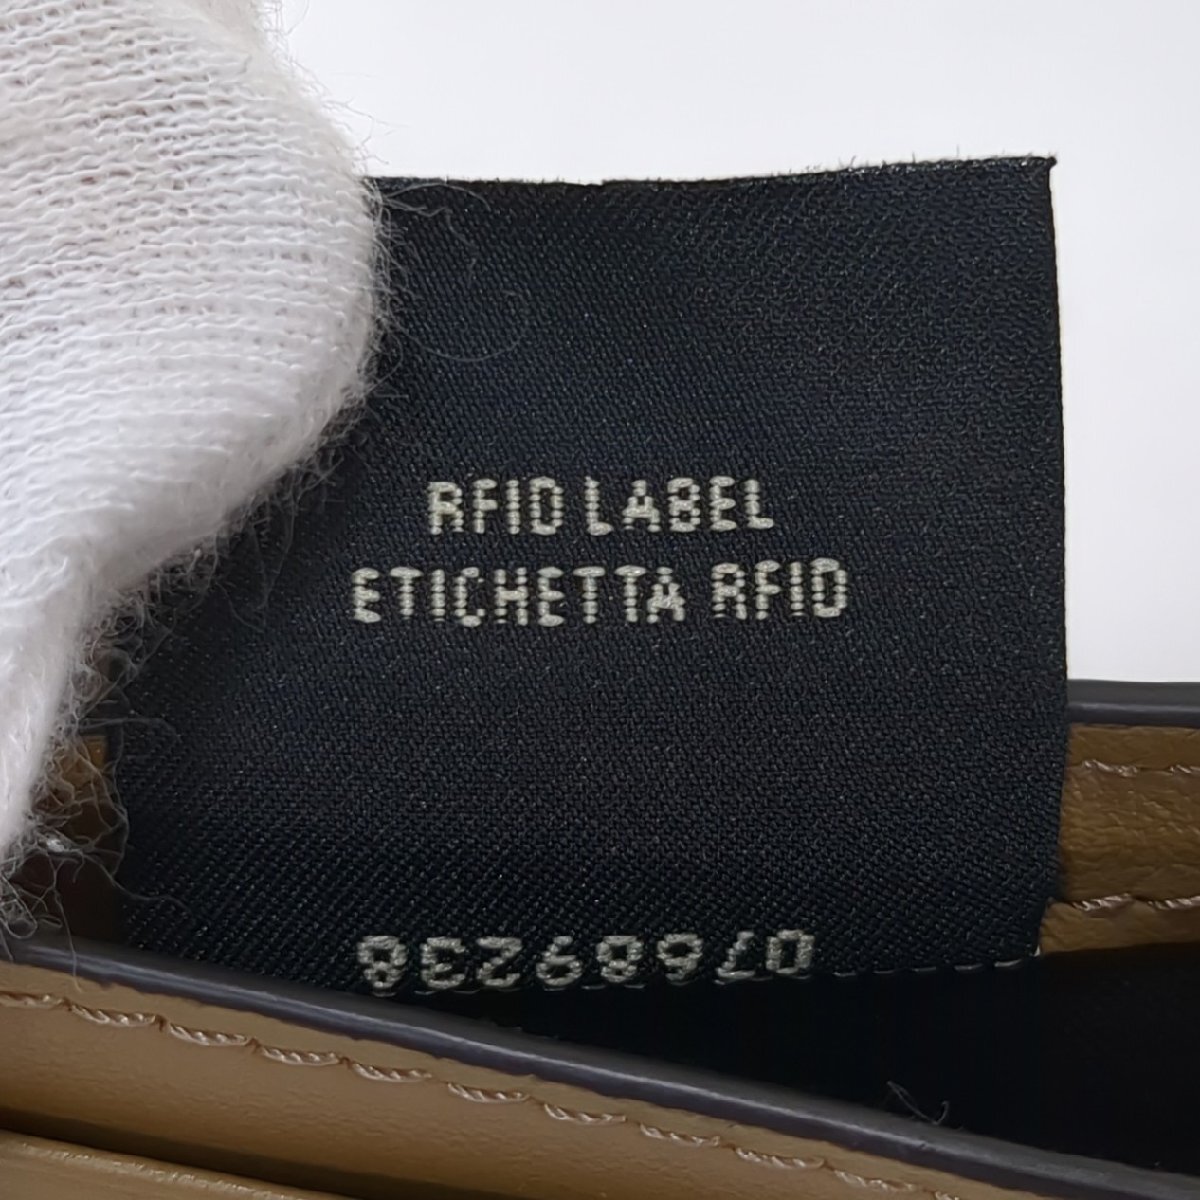 RFID LABEL
ETICHETTA RFID
07689238